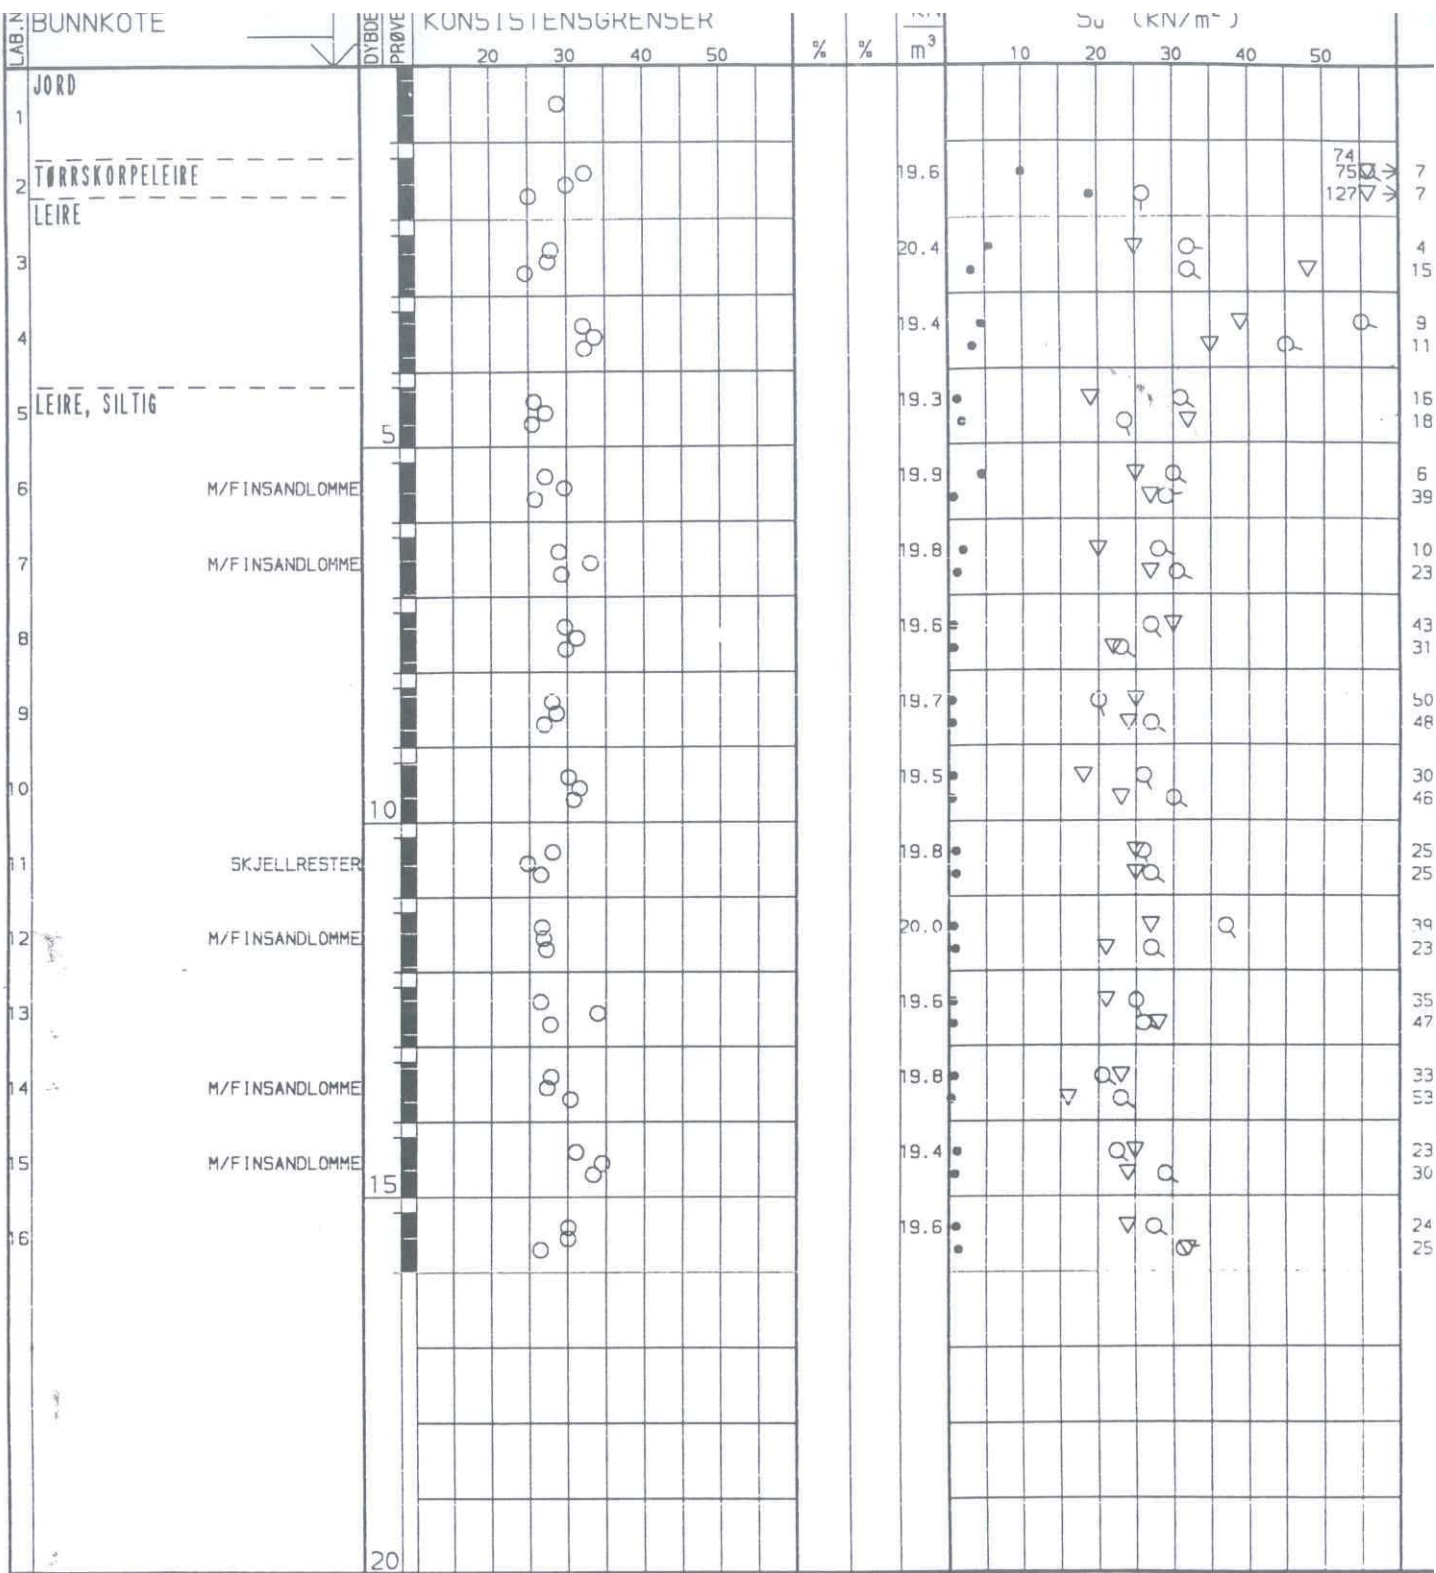 LAB.N BUNNKOTE DYBDE PRØVE KONSISTENSGRENSER KN Su (kN/m²)
20 30 40 50 % % m³ 10 20 30 40 50
JORD
1
74
TØRRSKORPELEIRE 19.6 75 7
2 127 7
LEIRE
20.4 4
3 15
19.4 9
4 11
LEIRE, SILTIG 19.3 16
5 18
5
19.9 6
6 M/FINSANDLOMME 39
19.8 10
7 M/FINSANDLOMME 23
19.6 43
8 31
19.7 50
9 48
19.5 30
10 46
10
19.8 25
11 SKJELLRESTER 25
20.0 39
12 M/FINSANDLOMME 23
19.6 35
13 47
19.8 33
14 M/FINSANDLOMME 53
19.4 23
15 M/FINSANDLOMME 30
15
19.6 24
16 25
20